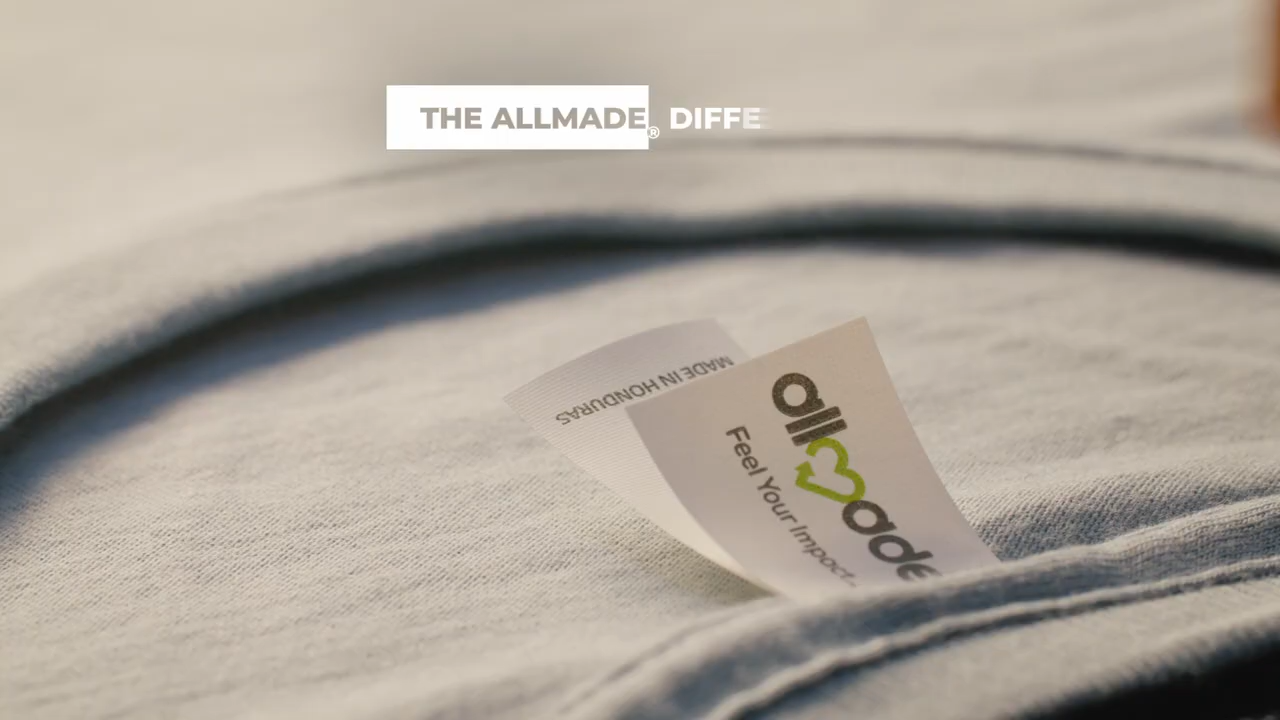 THE ALLMADE® DIFFE
MADE IN HONDURAS
allmade
Feel Your Impact.